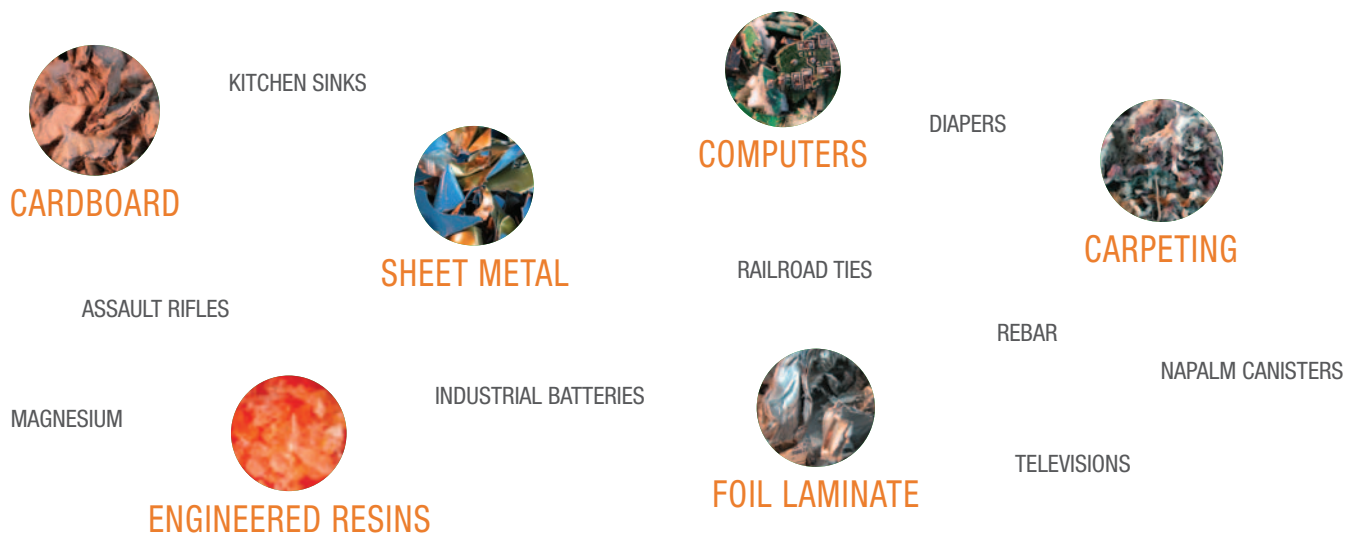 KITCHEN SINKS
CARDBOARD
SHEET METAL
COMPUTERS
DIAPERS
CARPETING
ASSAULT RIFLES
RAILROAD TIES
REBAR
NAPALM CANISTERS
MAGNESIUM
INDUSTRIAL BATTERIES
TELEVISIONS
ENGINEERED RESINS
FOIL LAMINATE